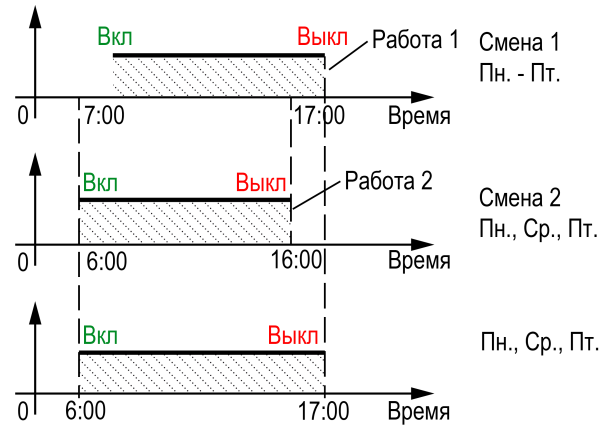 Вкл
Выкл
Работа 1
Смена 1
Пн. - Пт.
0
7:00
17:00
Время
Вкл
Выкл
Работа 2
Смена 2
Пн., Ср., Пт.
0
6:00
16:00
Время
Вкл
Выкл
Пн., Ср., Пт.
0
6:00
17:00
Время